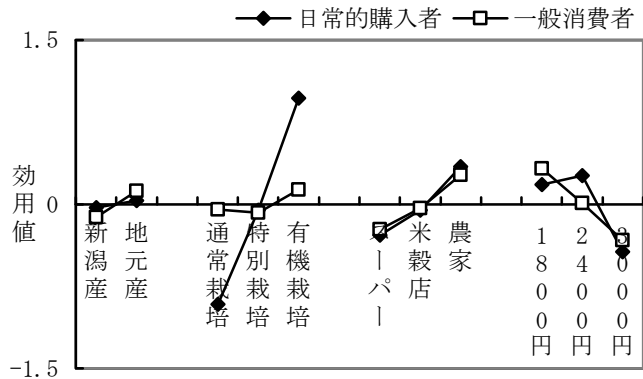 日常的購入者 一般消費者
1.5
0
-1.5
効用値
新潟産
地元産
通常栽培
特別栽培
有機栽培
スーパー
米穀店
農家
1800円
2400円
3000円